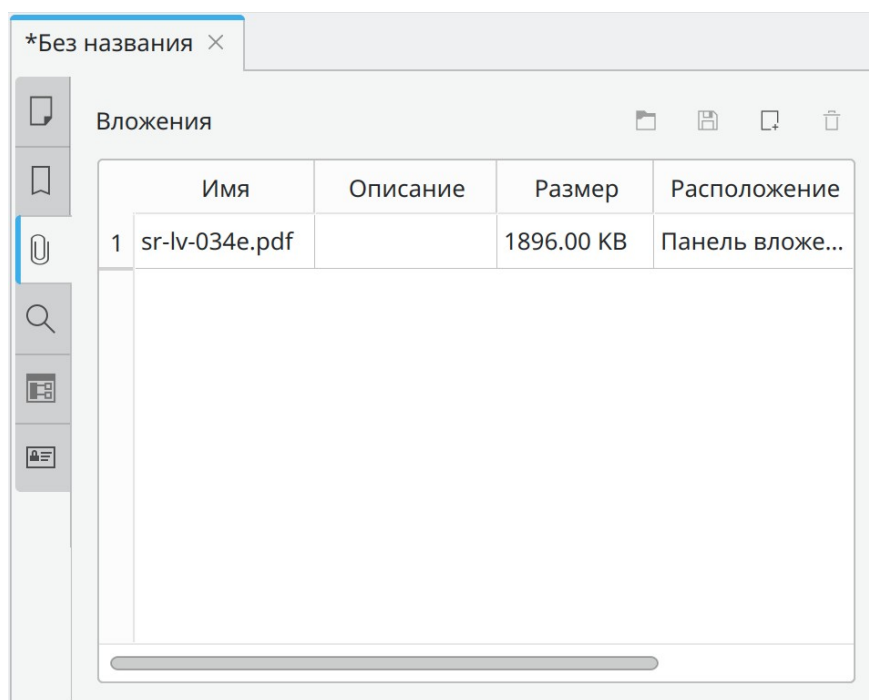 *Без названия
Вложения
Имя Описание Размер Расположение
1 sr-lv-034e.pdf 1896.00 KB Панель вложе...